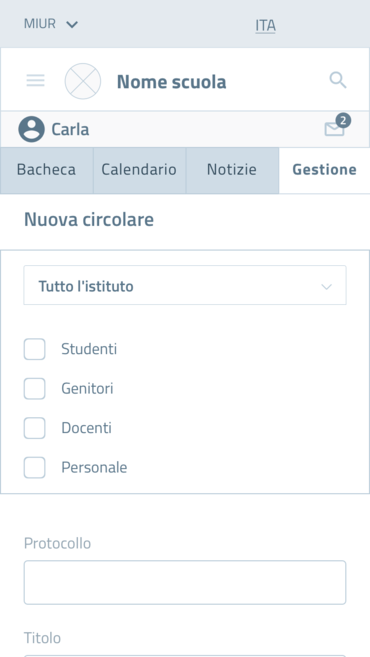 MIUR
ITA
Nome scuola
Carla
2
Bacheca
Calendario
Notizie
Gestione
Nuova circolare
Tutto l'istituto
Studenti
Genitori
Docenti
Personale
Protocollo
Titolo